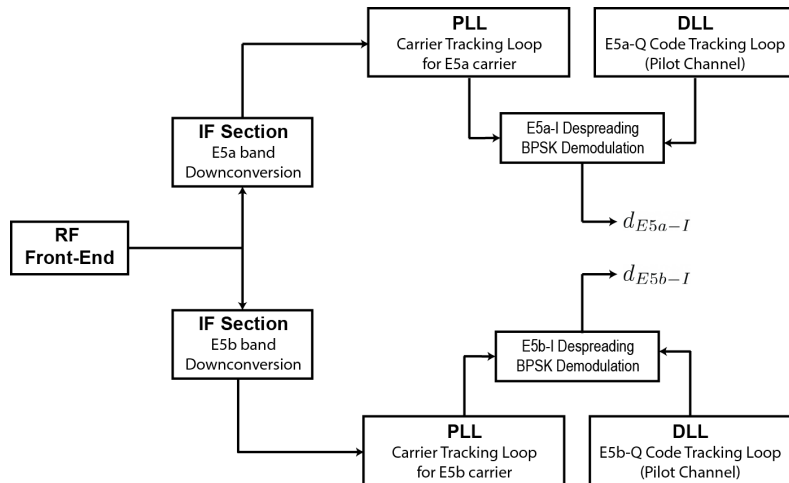 PLL
Carrier Tracking Loop
for E5a carrier
DLL
E5a-Q Code Tracking Loop
(Pilot Channel)
IF Section
E5a band
Downconversion
E5a-I Despreading
BPSK Demodulation
d_{E5a-I}
RF
Front-End
d_{E5b-I}
IF Section
E5b band
Downconversion
E5b-I Despreading
BPSK Demodulation
PLL
Carrier Tracking Loop
for E5b carrier
DLL
E5b-Q Code Tracking Loop
(Pilot Channel)